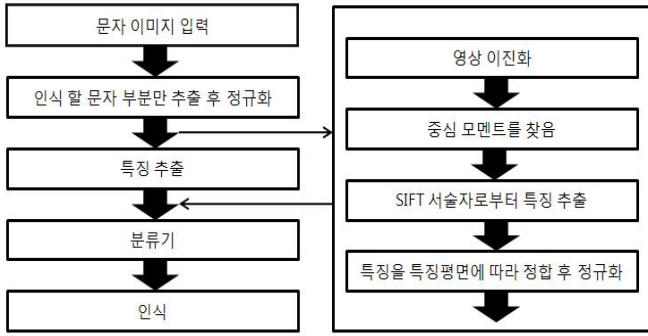 문자 이미지 입력
인식 할 문자 부분만 추출 후 정규화
특징 추출
분류기
인식
영상 이진화
중심 모멘트를 찾음
SIFT 서술자로부터 특징 추출
특징을 특징평면에 따라 정합 후 정규화